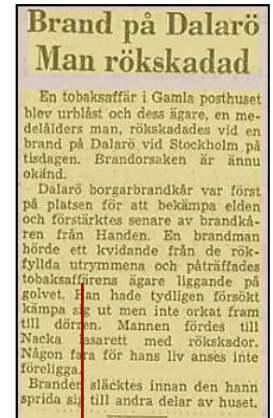 Brand på Dalarö
Man rökskadad
En tobaksaffär i Gamla posthuset
blev urblåst och dess ägare, en me-
delålders man, rökskadades vid en
brand på Dalarö vid Stockholm på
tisdagen. Brandorsaken är ännu
okänd.
Dalarö borgarbrandkår var först
på platsen för att bekämpa elden
och förstärktes senare av brandkå-
ren från Handen. En brandman
hörde ett kvidande från de rök-
fyllda utrymmena och påträffades
tobaksaffärens ägare liggande på
golvet. Han hade tydligen försökt
kämpa sig ut men inte orkat fram
till dörren. Mannen fördes till
Nacka lasarett med rökskador.
Någon fara för hans liv anses inte
föreligga.
Branden släcktes innan den hann
sprida sig till andra delar av huset.